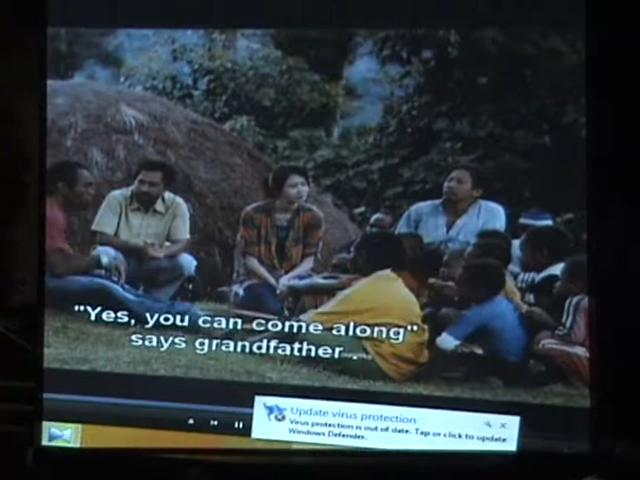 "Yes, you can come along"
says grandfather .
Update virus protection
Virus protection is out of date. Tap or click to update
Windows Defender.